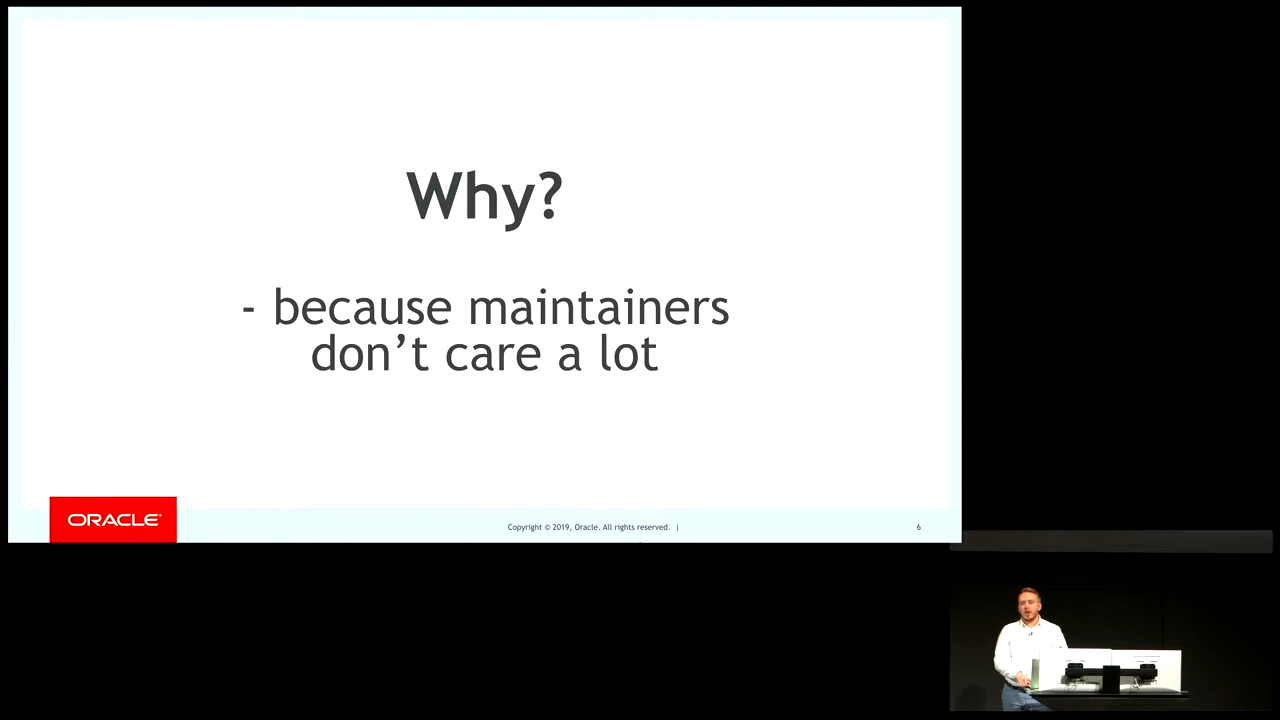 Why?
- because maintainers
don’t care a lot
ORACLE®
Copyright © 2019, Oracle. All rights reserved. |
6